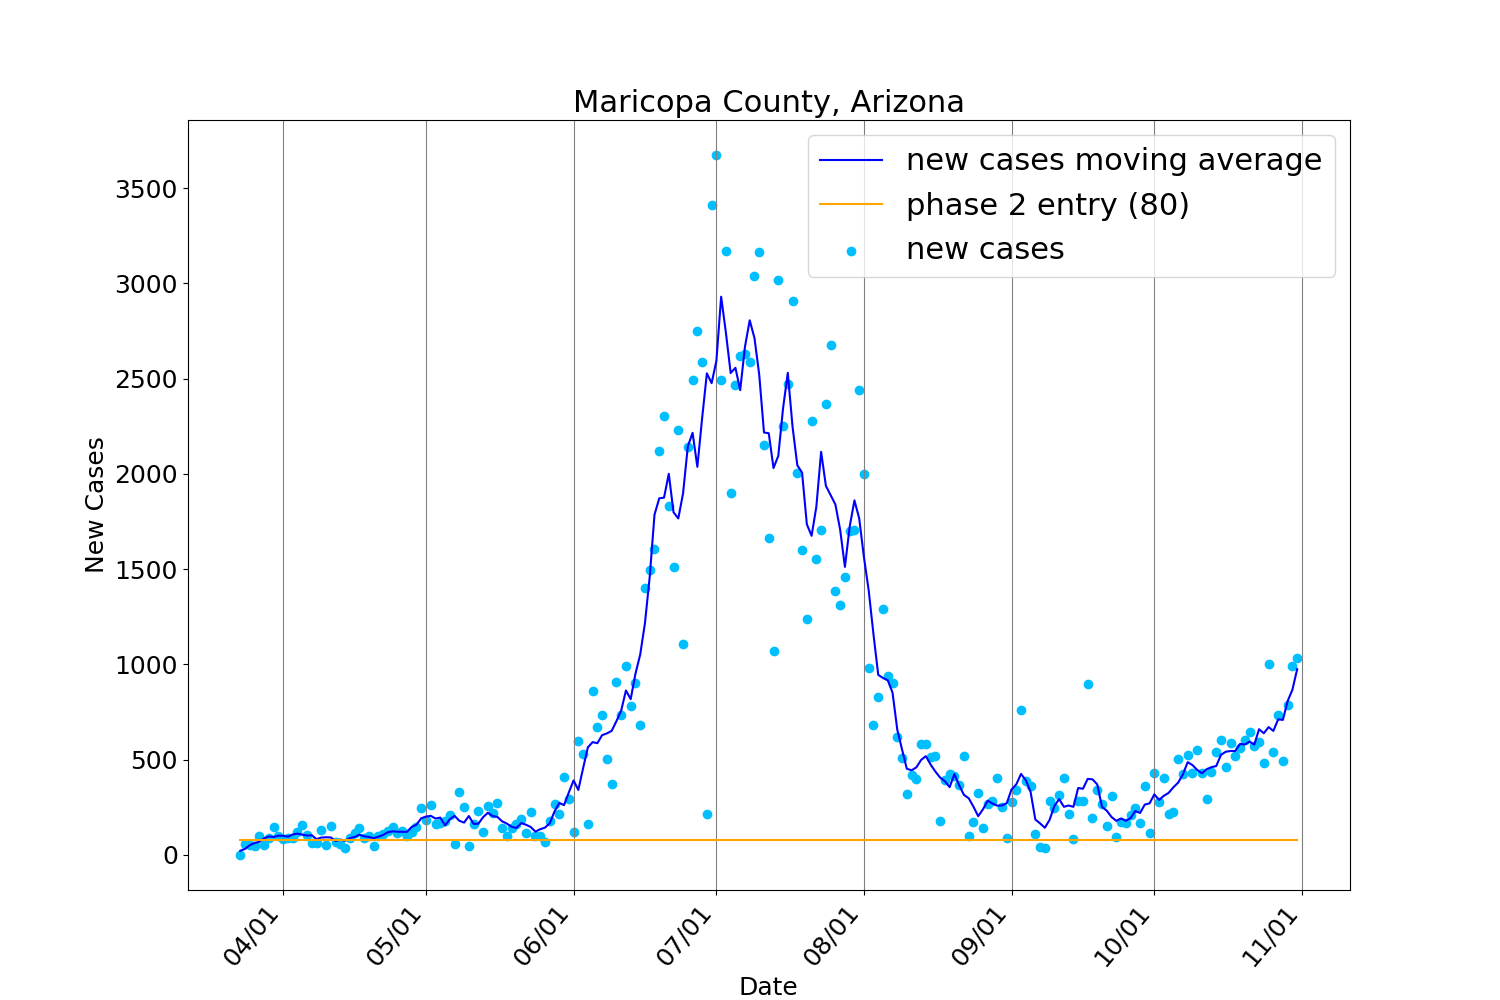 Maricopa County, Arizona
new cases moving average
phase 2 entry (80)
new cases
New Cases
3500
3000
2500
2000
1500
1000
500
0
04/01
05/01
06/01
07/01
08/01
09/01
10/01
11/01
Date